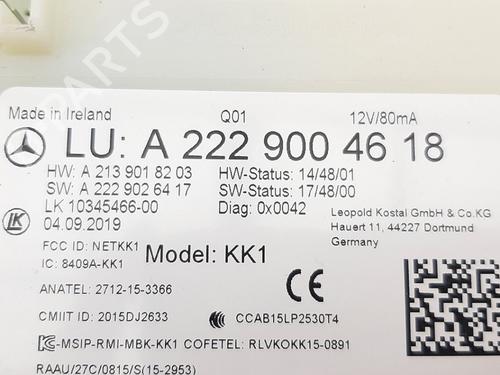 Made in Ireland Q01 12V/80mA
LU: A 222 900 46 18
HW: A 213 901 82 03 HW-Status: 14/48/01
SW: A 222 902 64 17 SW-Status: 17/48/00
LK 10345466-00 Diag: 0x0042
LK 04.09.2019
Leopold Kostal GmbH & Co.KG
Hauert 11, 44227 Dortmund
Germany
FCC ID: NETKK1
IC: 8409A-KK1
Model: KK1
ANATEL: 2712-15-3366
CE
CMIIT ID: 2015DJ2633 CCAB15LP2530T4
-MSIP-RMI-MBK-KK1 COFETEL: RLVKOKK15-0891
RAAU/27C/0815/S(15-2953)
PARTS
PARTS